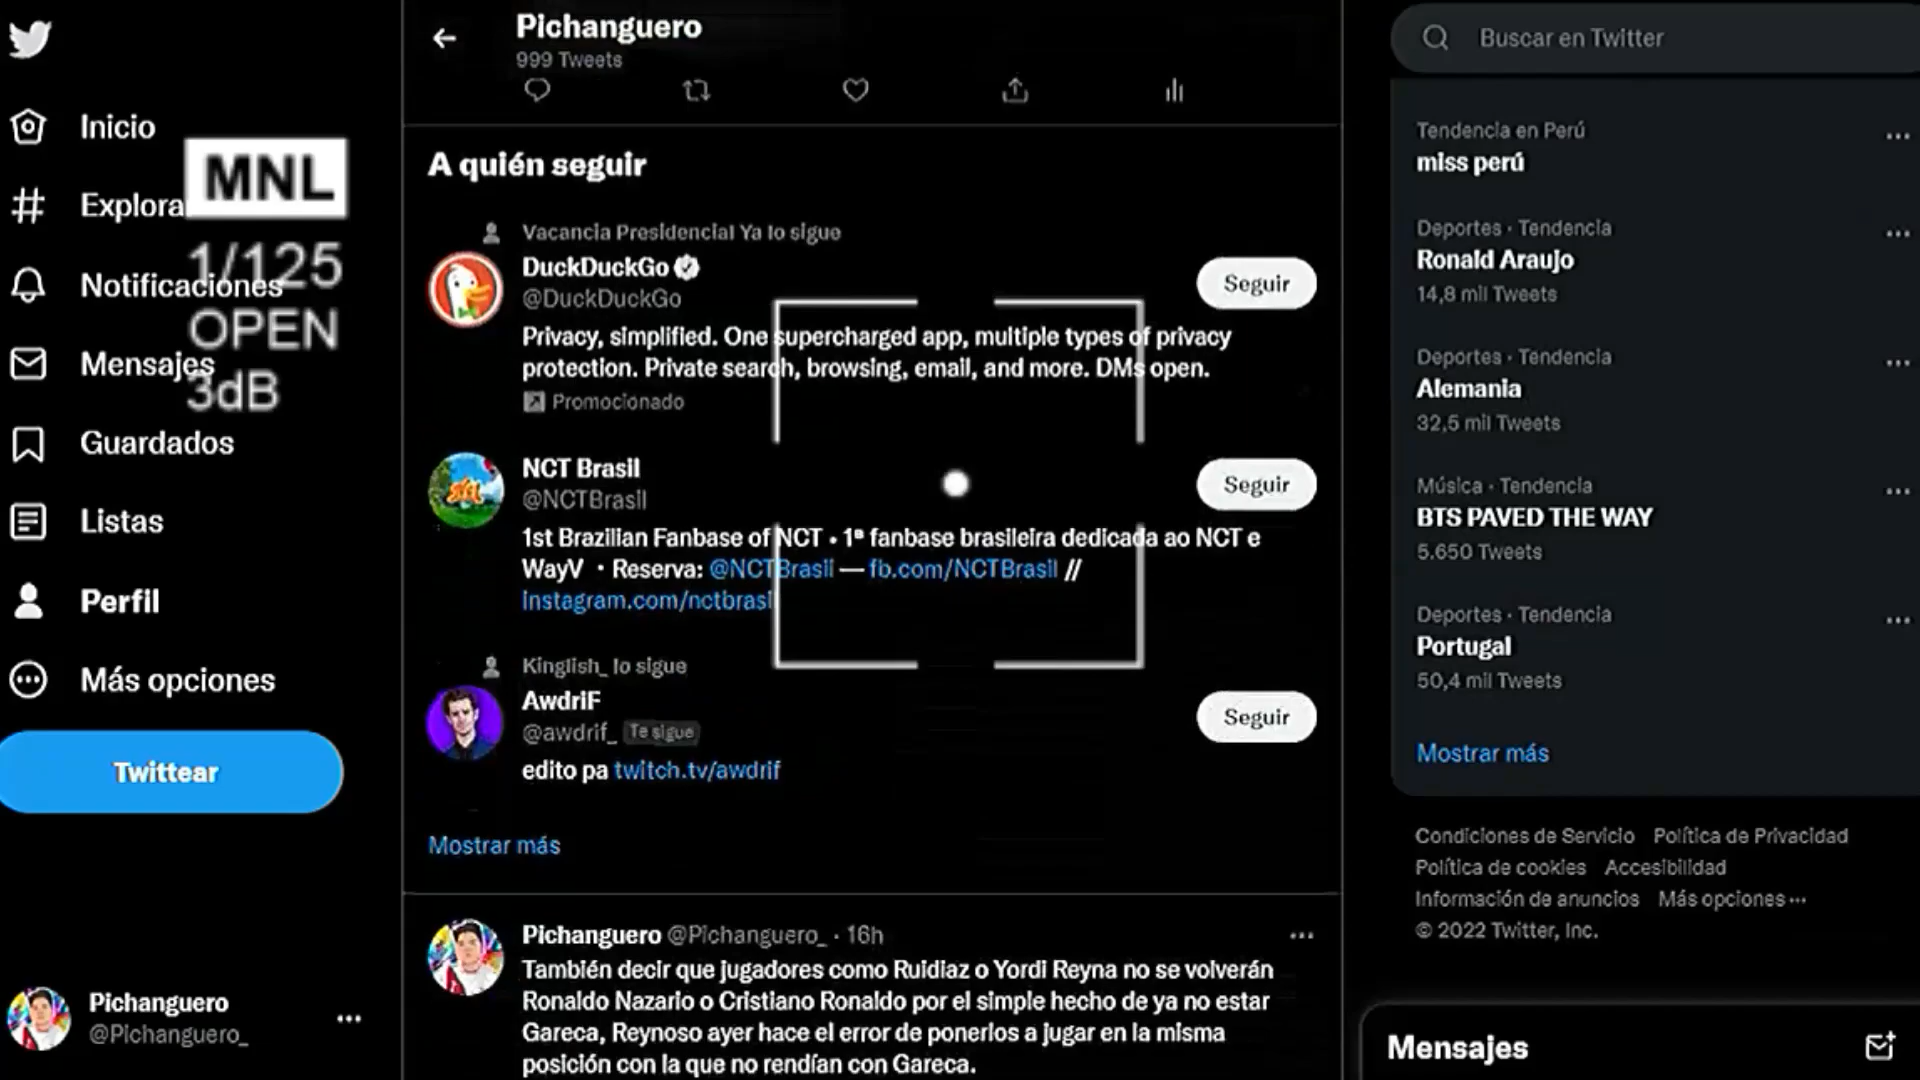 Inicio
Explora
Notificaciones
Mensajes
Guardados
Listas
Perfil
Más opciones
Twittear
Pichanguero
@Pichanguero_
MNL
1/125
OPEN
3dB
Pichanguero
999 Tweets
A quién seguir
Vacancia Presidencial Ya lo sigue
DuckDuckGo
@DuckDuckGo
Seguir
Privacy, simplified. One supercharged app, multiple types of privacy
protection. Private search, browsing, email, and more. DMs open.
Promocionado
NCT Brasil
@NCTBrasil
Seguir
1st Brazilian Fanbase of NCT • 1ª fanbase brasileira dedicada ao NCT e
WayV • Reserva: @NCTBrasil — fb.com/NCTBrasil //
instagram.com/nctbrasil
Kinglish_ lo sigue
AwdriF
@awdrif_ Te sigue
Seguir
edito pa twitch.tv/awdrif
Mostrar más
Pichanguero @Pichanguero_ · 16h
También decir que jugadores como Ruidiaz o Yordi Reyna no se volverán
Ronaldo Nazario o Cristiano Ronaldo por el simple hecho de ya no estar
Gareca, Reynoso ayer hace el error de ponerlos a jugar en la misma
posición con la que no rendían con Gareca.
Buscar en Twitter
Tendencia en Perú
miss perú
Deportes · Tendencia
Ronald Araujo
14,8 mil Tweets
Deportes · Tendencia
Alemania
32,5 mil Tweets
Música · Tendencia
BTS PAVED THE WAY
5.650 Tweets
Deportes · Tendencia
Portugal
50,4 mil Tweets
Mostrar más
Condiciones de Servicio Política de Privacidad
Política de cookies Accesibilidad
Información de anuncios Más opciones ···
© 2022 Twitter, Inc.
Mensajes